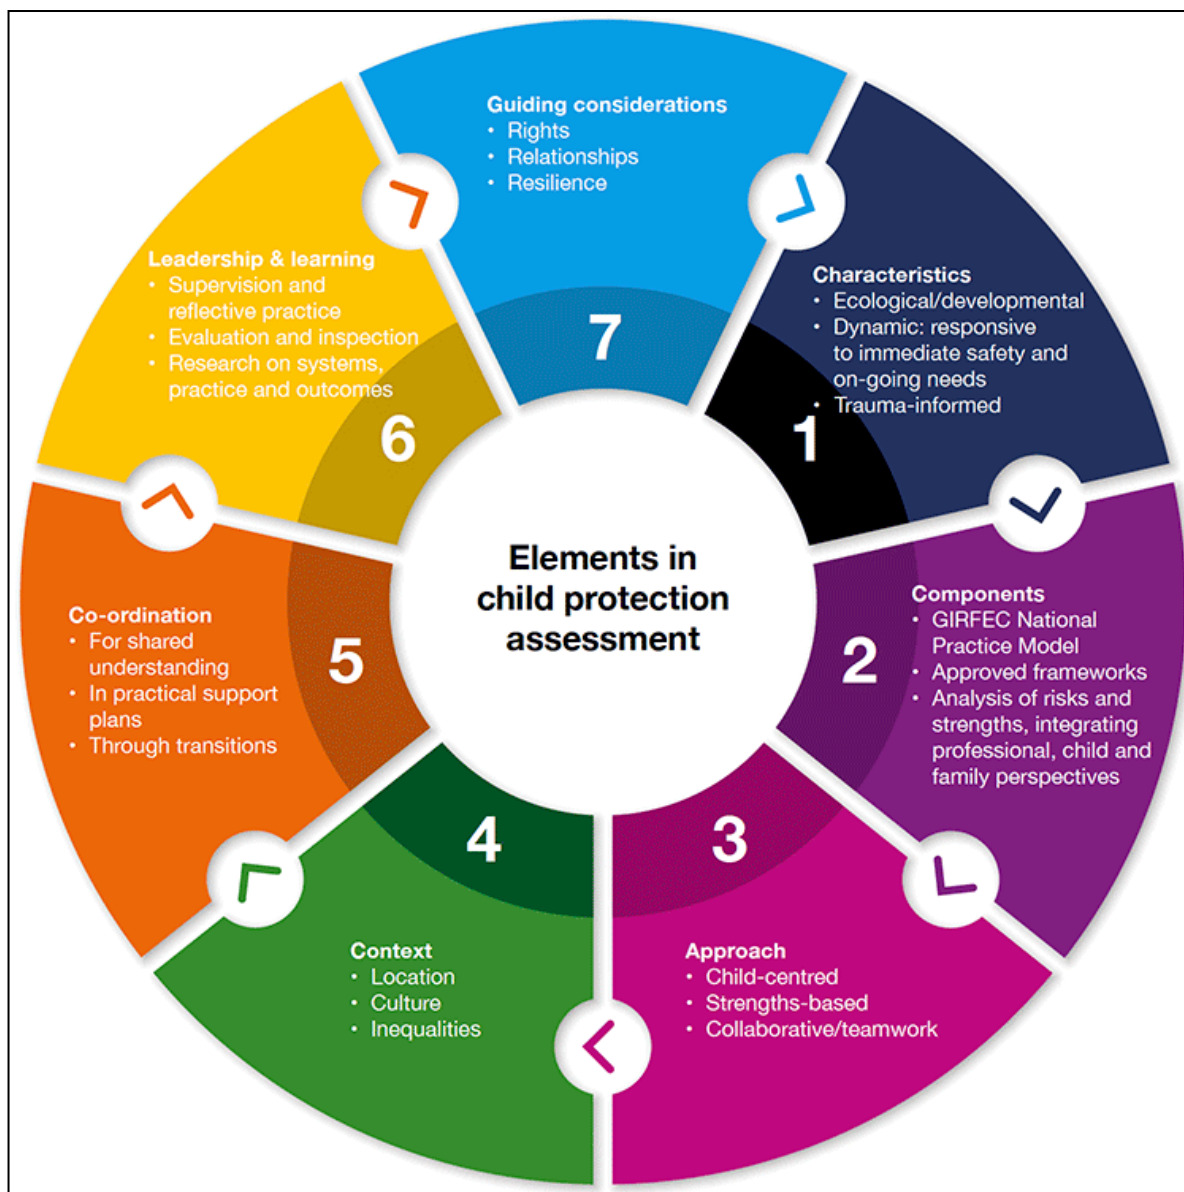 Guiding considerations
• Rights
• Relationships
• Resilience
7
Characteristics
• Ecological/developmental
• Dynamic: responsive
to immediate safety and
on-going needs
• Trauma-informed
1
Components
• GIRFEC National
Practice Model
• Approved frameworks
• Analysis of risks and
strengths, integrating
professional, child and
family perspectives
2
Approach
• Child-centred
• Strengths-based
• Collaborative/teamwork
3
Context
• Location
• Culture
• Inequalities
4
Co-ordination
• For shared
understanding
• In practical support
plans
• Through transitions
5
Leadership & learning
• Supervision and
reflective practice
• Evaluation and inspection
• Research on systems,
practice and outcomes
6
Elements in
child protection
assessment